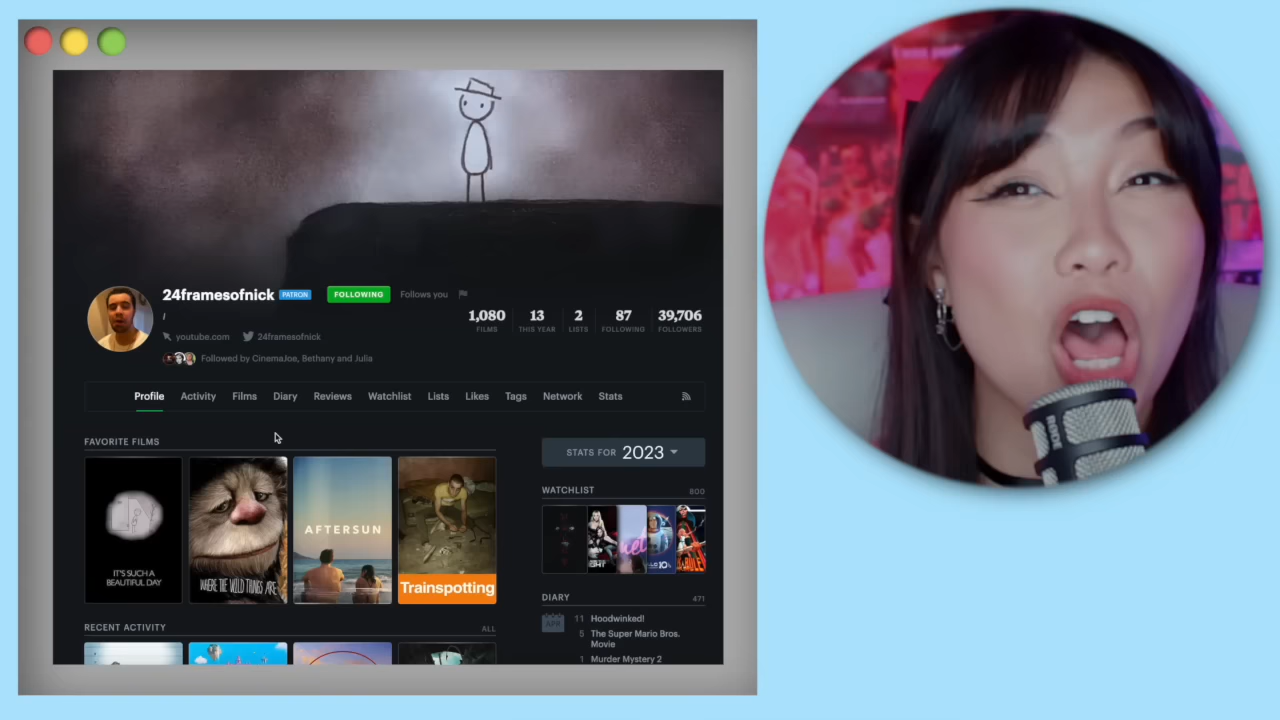 24framesofnick PATRON FOLLOWING Follows you
/
1,080 13 2 87 39,706
FILMS THIS YEAR LISTS FOLLOWING FOLLOWERS
youtube.com 24framesofnick
Followed by CinemaJoe, Bethany and Julia
Profile Activity Films Diary Reviews Watchlist Lists Likes Tags Network Stats
FAVORITE FILMS
IT'S SUCH A
BEAUTIFUL DAY
WHERE THE WILD THINGS ARE
AFTERSUN
Trainspotting
RECENT ACTIVITY ALL
STATS FOR 2023
WATCHLIST 800
DIARY 471
APR
11 Hoodwinked!
5 The Super Mario Bros.
Movie
1 Murder Mystery 2
RØDE